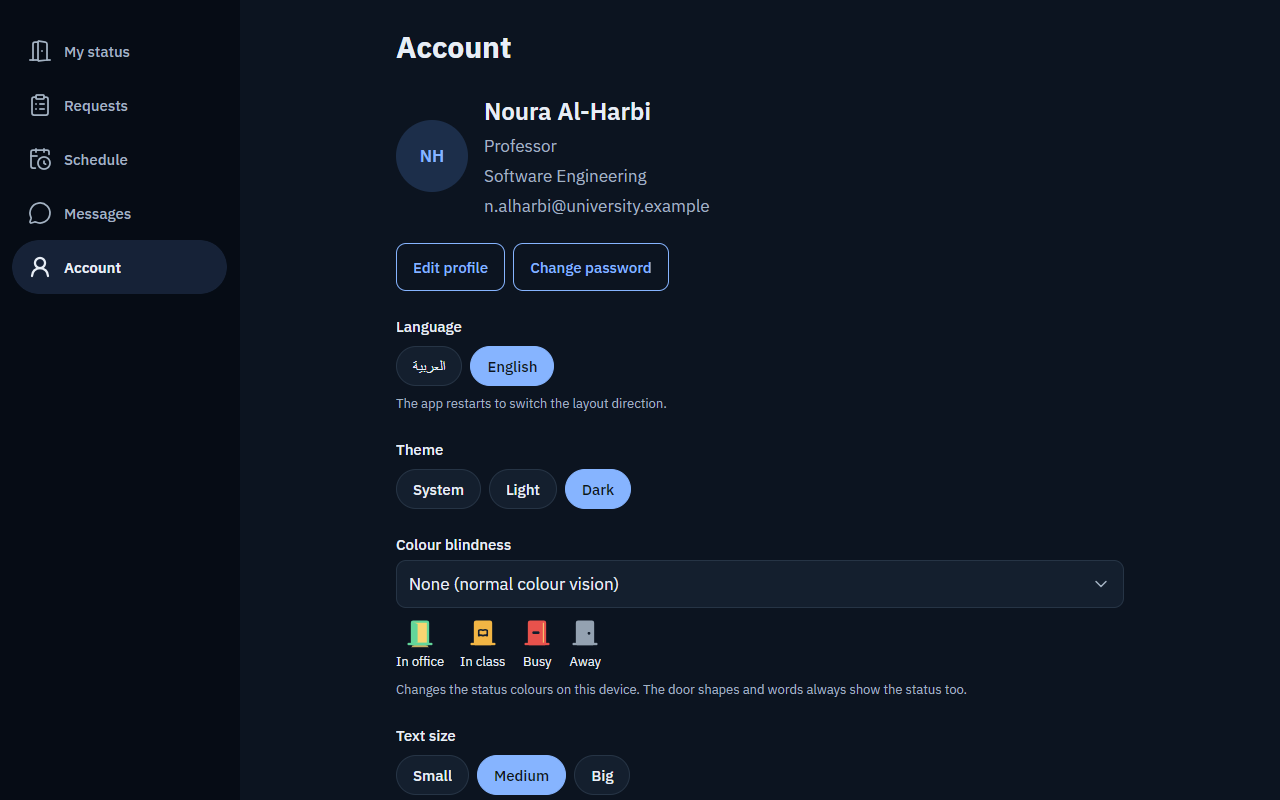 My status
Requests
Schedule
Messages
Account
Account
NH
Noura Al-Harbi
Professor
Software Engineering
n.alharbi@university.example
Edit profile
Change password
Language
العربية
English
The app restarts to switch the layout direction.
Theme
System
Light
Dark
Colour blindness
None (normal colour vision)
In office
In class
Busy
Away
Changes the status colours on this device. The door shapes and words always show the status too.
Text size
Small
Medium
Big